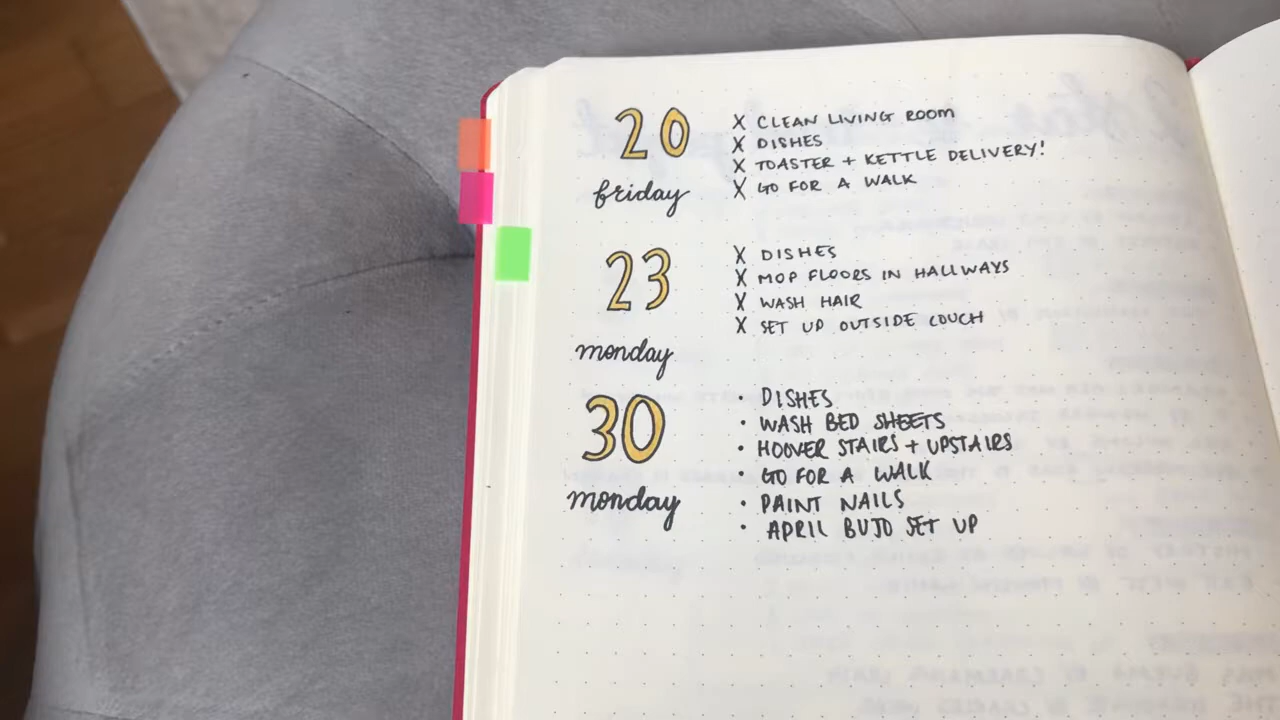 20
friday
X CLEAN LIVING ROOM
X DISHES
X TOASTER + KETTLE DELIVERY!
X GO FOR A WALK
23
monday
X DISHES
X MOP FLOORS IN HALLWAYS
X WASH HAIR
X SET UP OUTSIDE COUCH
30
monday
• DISHES
• WASH BED SHEETS
• HOOVER STAIRS + UPSTAIRS
• GO FOR A WALK
• PAINT NAILS
• APRIL BUJO SET UP